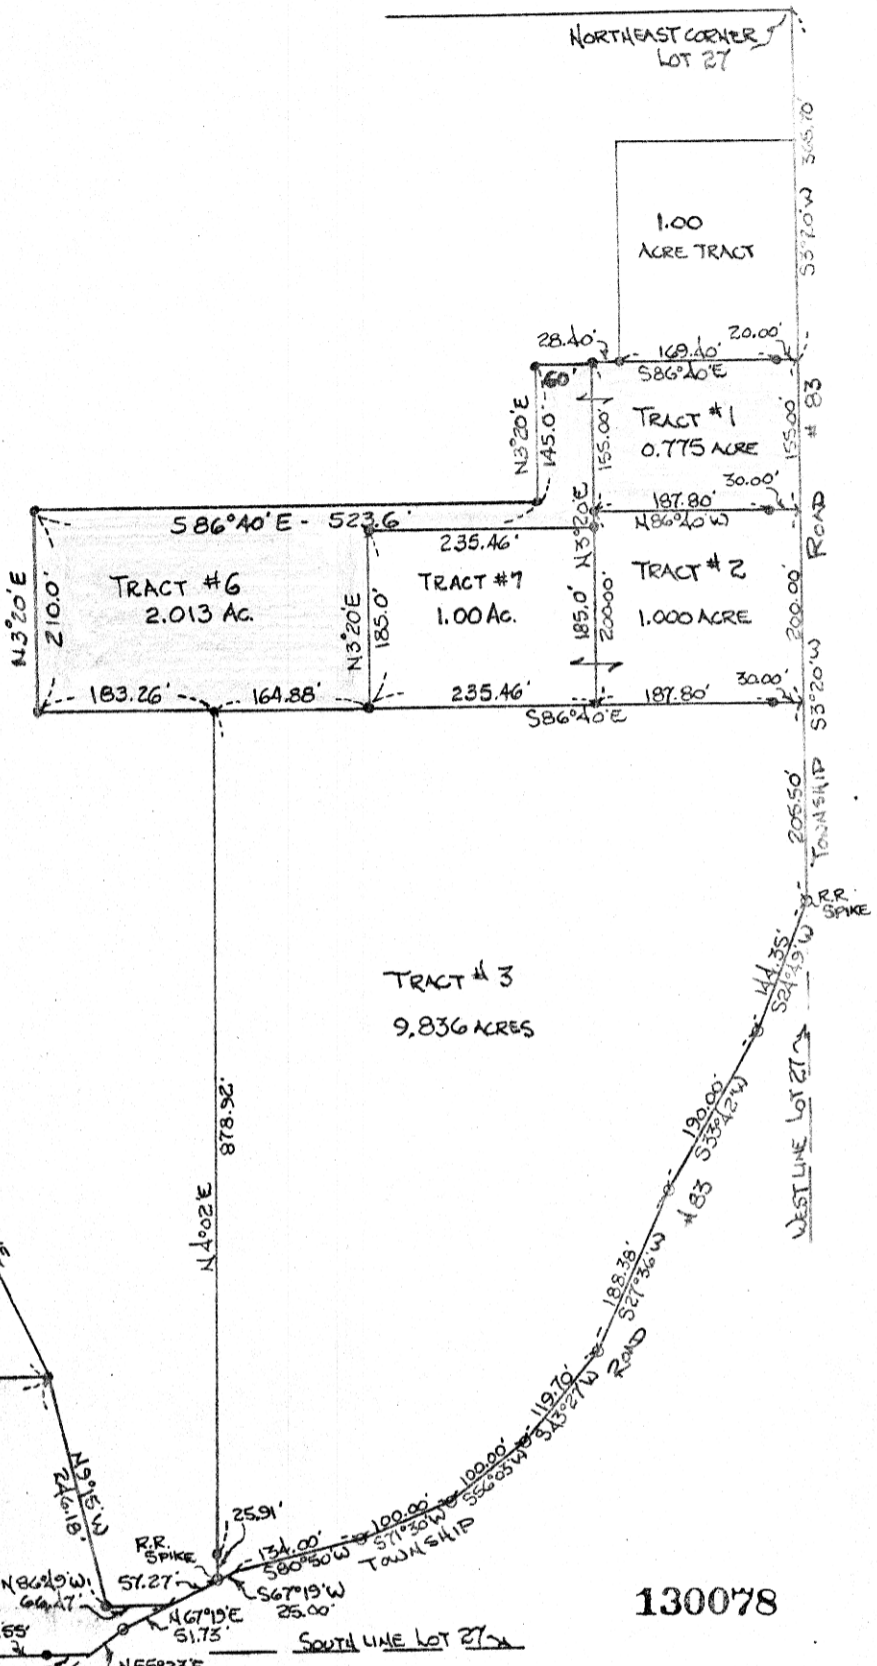 NORTHEAST CORNER
LOT 27
S3°20'W 365.70'
1.00
ACRE TRACT
28.40'
169.40'
20.00'
S86°40'E
60'
N3°20'E
145.0'
155.00'
TRACT #1
0.775 ACRE
155.00'
# 83
30.00'
187.80'
N86°40'W
S86°40'E - 523.6'
235.46'
N3°20'E
ROAD
N3°20'E
210.0'
TRACT #6
2.013 AC.
N3°20'E
185.0'
TRACT #7
1.00 AC.
185.0'
200.00'
TRACT #2
1.000 ACRE
200.00'
183.26'
164.88'
235.46'
S86°40'E
187.80'
30.00'
S3°20'W
TOWNSHIP
205.50'
R.R.
SPIKE
144.35'
S24°49'W
TRACT #3
9.836 ACRES
WEST LINE LOT 27
878.92'
N4°02'E
190.00'
S33°42'W
#83
188.38'
S27°36'W
ROAD
119.70'
S43°27'W
100.00'
S56°03'W
100.00'
S71°30'W
TOWNSHIP
134.00'
S80°50'W
25.91'
R.R.
SPIKE
57.27'
S67°19'W
25.00'
N9°15'W
246.18'
N86°49'W
66.47'
N67°19'E
51.73'
SOUTH LINE LOT 27
130078